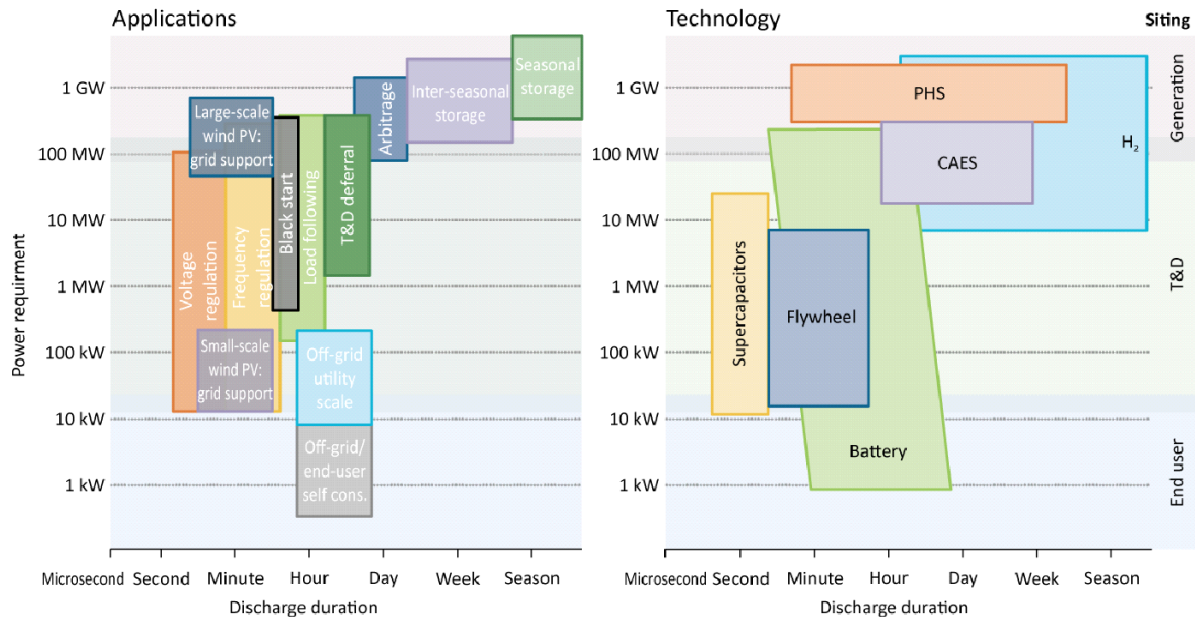 Applications
Power requirment
1 GW
100 MW
10 MW
1 MW
100 kW
10 kW
1 kW
Large-scale
wind PV:
grid support
Voltage
regulation
Frequency
regulation
Small-scale
wind PV:
grid support
Black start
Load following
T&D deferral
Arbitrage
Inter-seasonal
storage
Seasonal
storage
Off-grid
utility
scale
Off-grid/
end-user
self cons.
Microsecond Second Minute Hour Day Week Season
Discharge duration
Technology
Siting
1 GW
100 MW
10 MW
1 MW
100 kW
10 kW
1 kW
PHS
H2
CAES
Supercapacitors
Flywheel
Battery
Generation
T&D
End user
Microsecond Second Minute Hour Day Week Season
Discharge duration